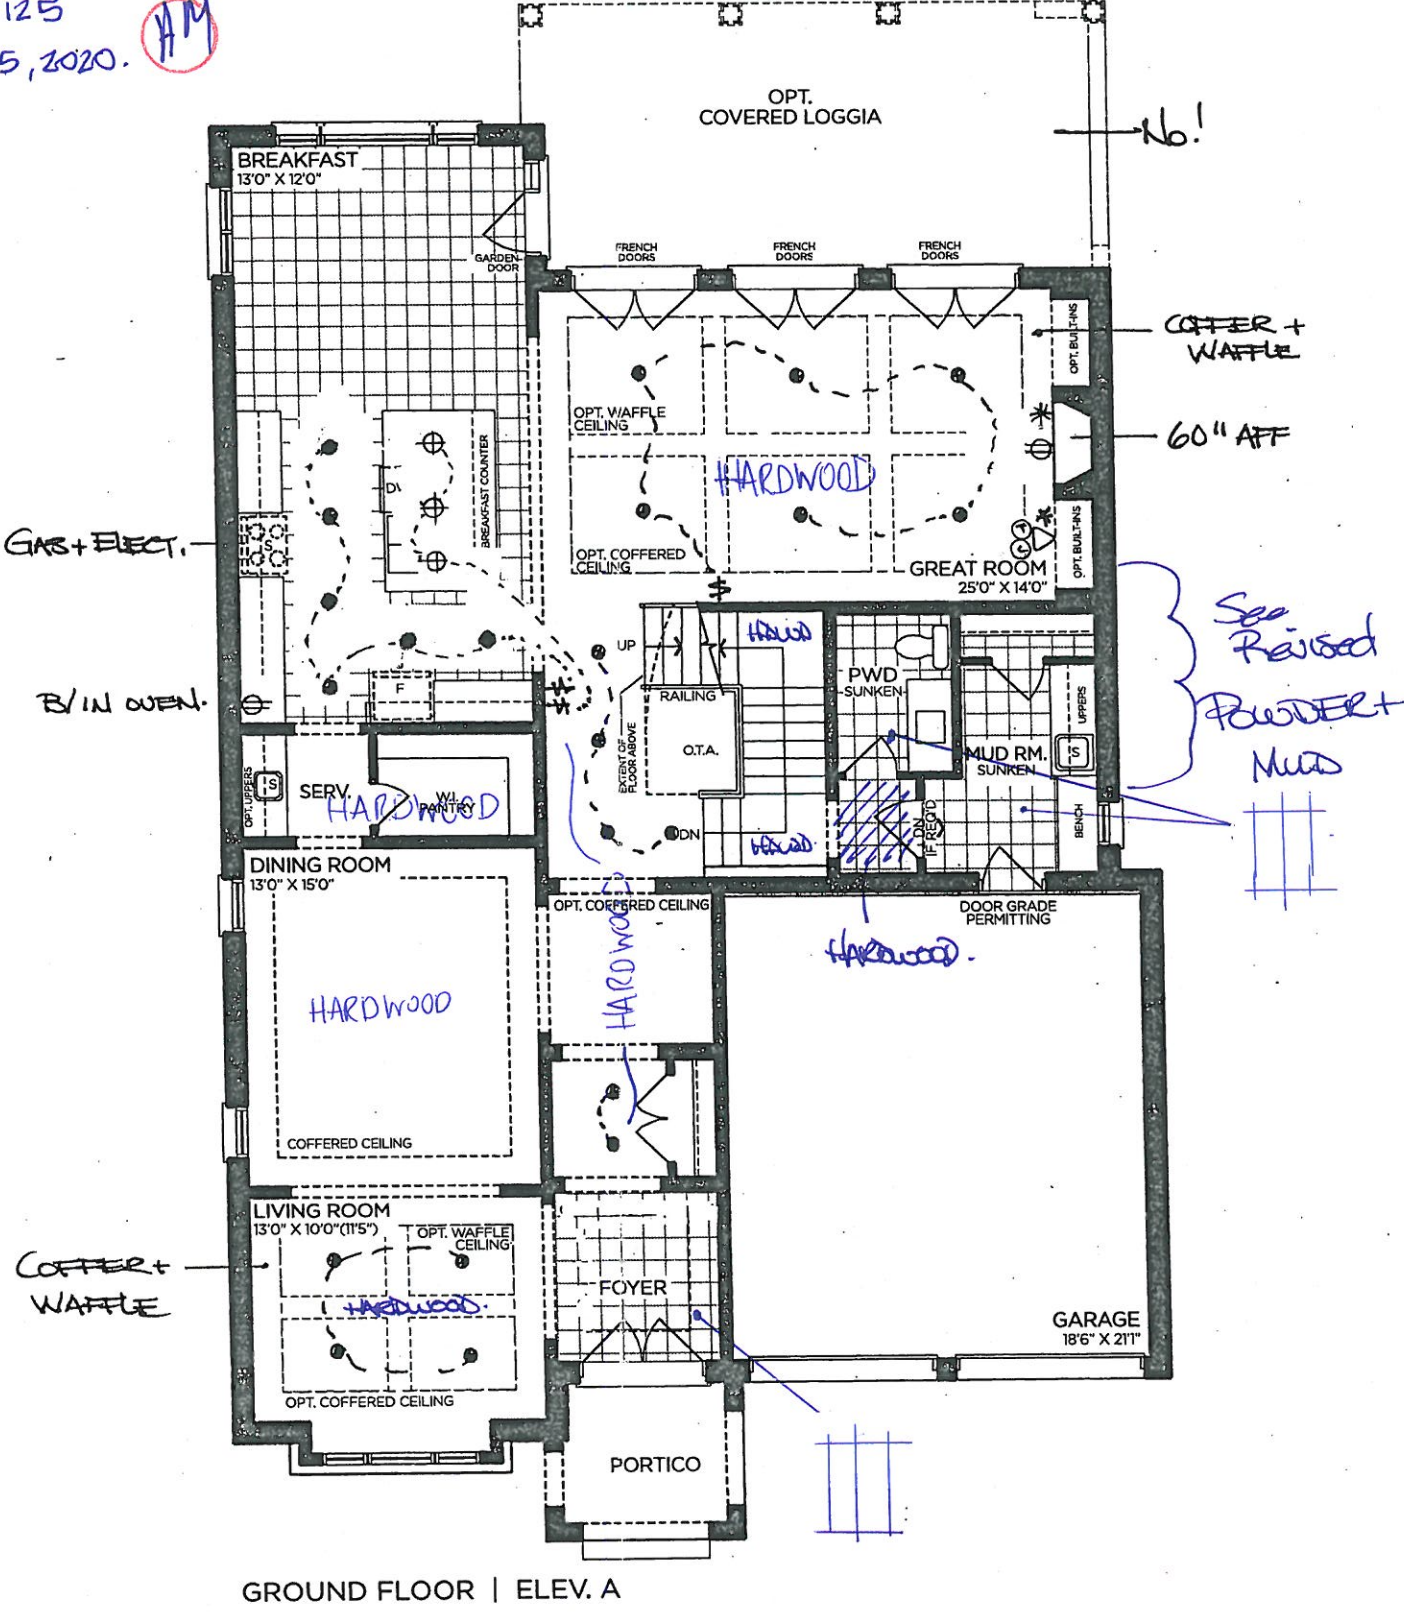 125
5, 2020.
AM
OPT.
COVERED LOGGIA
No!
BREAKFAST
13'0" X 12'0"
GARDEN
DOOR
FRENCH
DOORS
FRENCH
DOORS
FRENCH
DOORS
COFFER +
WAFFLE
OPT. BUILT-INS
OPT. WAFFLE
CEILING
60" AFF
HARDWOOD
BREAKFAST COUNTER
D\
GAS + ELECT.
S
OPT. COFFERED
CEILING
GREAT ROOM
25'0" X 14'0"
OPT. BUILT-INS
See
Revised
POWDER +
MUD
UP
HDWD
PWD
SUNKEN
RAILING
UPPERS
F
B/IN OVEN.
EXTENT OF
FLOOR ABOVE
O.T.A.
MUD RM.
SUNKEN
S
OPT. UPPERS
S
SERV.
W.I.
PANTRY
HARDWOOD
DN
HDWD.
DN
IF REQ'D
BENCH
DINING ROOM
13'0" X 15'0"
OPT. COFFERED CEILING
DOOR GRADE
PERMITTING
HARDWOOD.
HARDWOOD
HARDWOOD
COFFERED CEILING
LIVING ROOM
13'0" X 10'0"(11'5")
OPT. WAFFLE
CEILING
COFFER +
WAFFLE
HARDWOOD.
FOYER
GARAGE
18'6" X 21'1"
OPT. COFFERED CEILING
PORTICO
GROUND FLOOR | ELEV. A